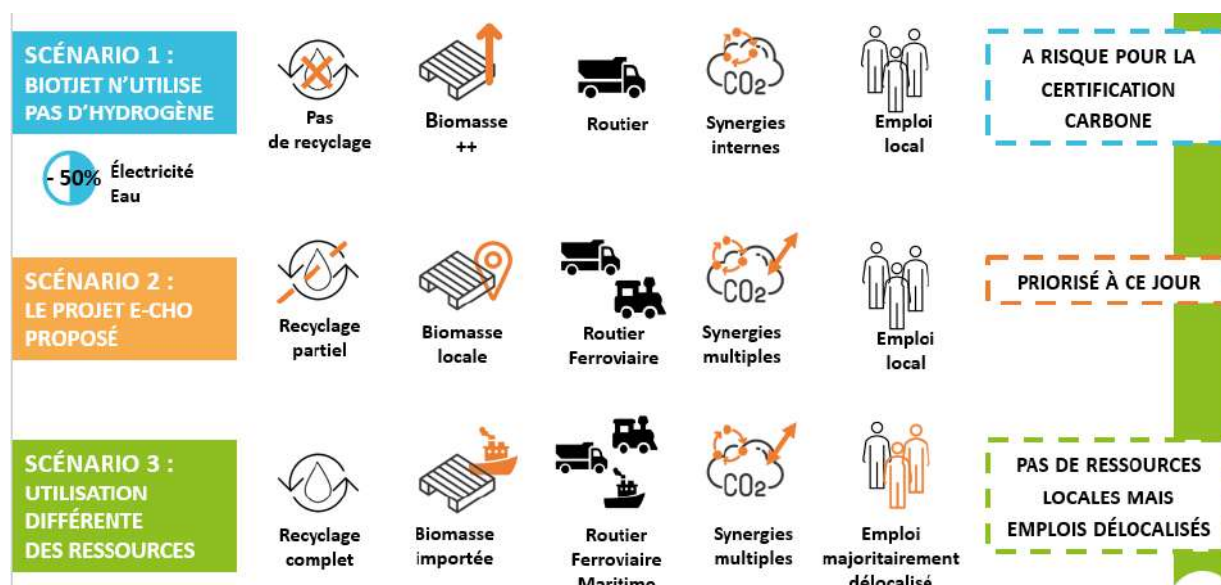 SCÉNARIO 1 :
BIOTJET N'UTILISE
PAS D'HYDROGÈNE
- 50%
Électricité
Eau
Pas
de recyclage
Biomasse
++
Routier
CO2
Synergies
internes
Emploi
local
A RISQUE POUR LA
CERTIFICATION
CARBONE
SCÉNARIO 2 :
LE PROJET E-CHO
PROPOSÉ
Recyclage
partiel
Biomasse
locale
Routier
Ferroviaire
CO2
Synergies
multiples
Emploi
local
PRIORISÉ À CE JOUR
SCÉNARIO 3 :
UTILISATION
DIFFÉRENTE
DES RESSOURCES
Recyclage
complet
Biomasse
importée
Routier
Ferroviaire
Maritime
CO2
Synergies
multiples
Emploi
majoritairement
délocalisé
PAS DE RESSOURCES
LOCALES MAIS
EMPLOIS DÉLOCALISÉS